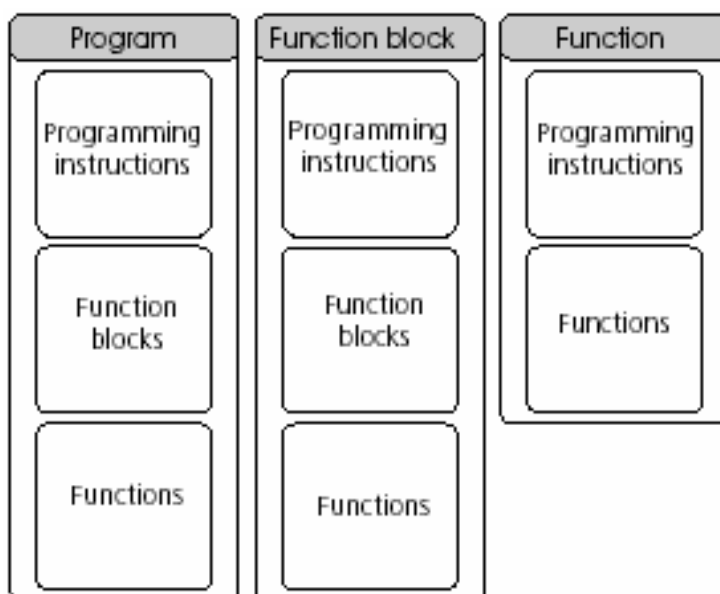 Program
Programming
instructions
Function
blocks
Functions
Function block
Programming
instructions
Function
blocks
Functions
Function
Programming
instructions
Functions